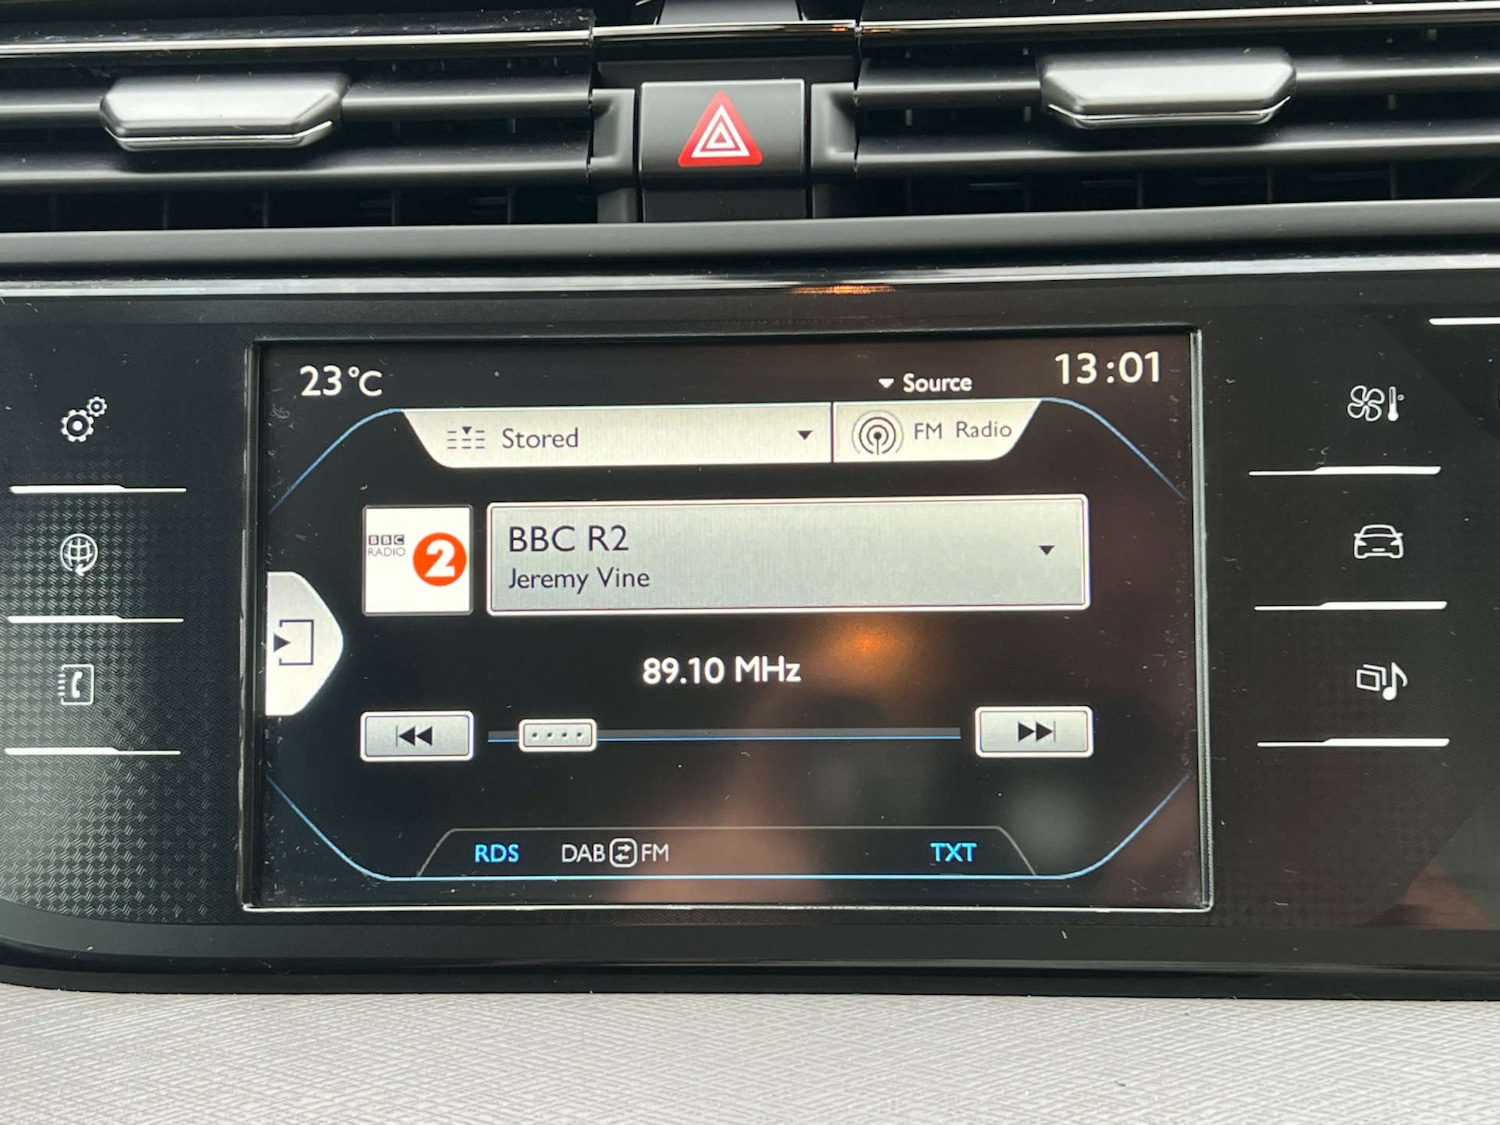 23°C
Source
13:01
Stored
FM Radio
BBC
RADIO
2
BBC R2
Jeremy Vine
89.10 MHz
RDS
DAB
FM
TXT